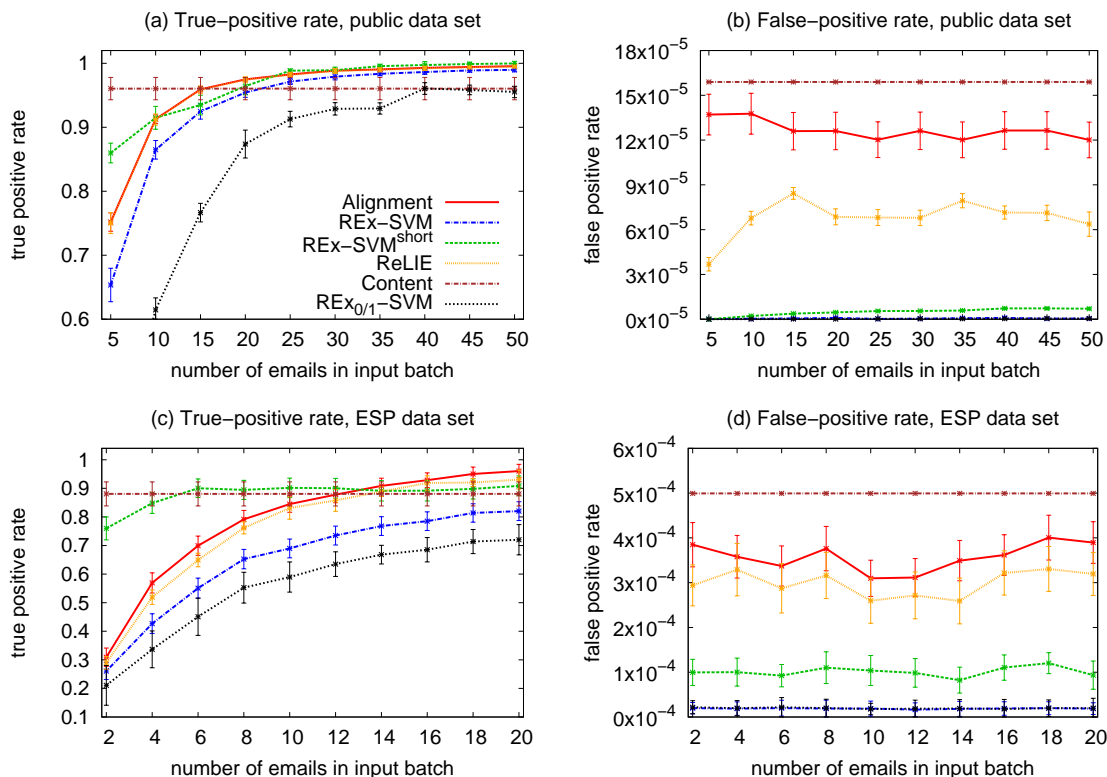 (a) True−positive rate, public data set
1
0.9
0.8
0.7
0.6
true positive rate
5 10 15 20 25 30 35 40 45 50
number of emails in input batch
Alignment
REx−SVM
REx−SVM^short
ReLIE
Content
REx_0/1−SVM
(b) False−positive rate, public data set
18x10^-5
15x10^-5
12x10^-5
9x10^-5
6x10^-5
3x10^-5
0x10^-5
false positive rate
5 10 15 20 25 30 35 40 45 50
number of emails in input batch
(c) True−positive rate, ESP data set
1
0.9
0.8
0.7
0.6
0.5
0.4
0.3
0.2
0.1
true positive rate
2 4 6 8 10 12 14 16 18 20
number of emails in input batch
(d) False−positive rate, ESP data set
6x10^-4
5x10^-4
4x10^-4
3x10^-4
2x10^-4
1x10^-4
0x10^-4
false positive rate
2 4 6 8 10 12 14 16 18 20
number of emails in input batch